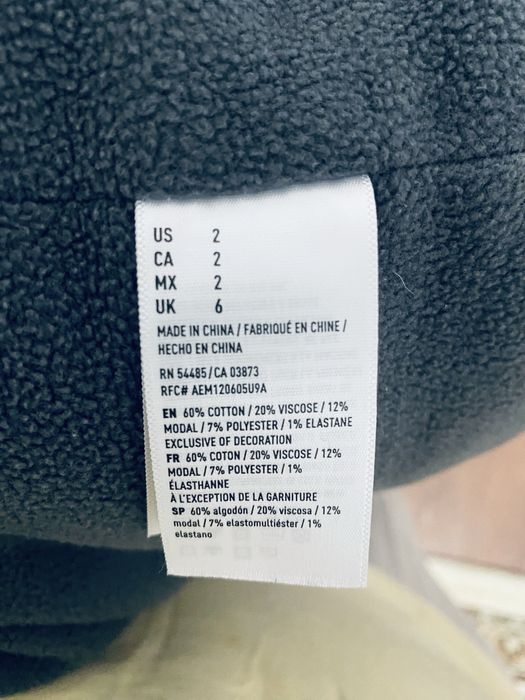 US 2
CA 2
MX 2
UK 6
MADE IN CHINA / FABRIQUÉ EN CHINE /
HECHO EN CHINA
RN 54485 / CA 03873
RFC# AEM120605U9A
EN 60% COTTON / 20% VISCOSE / 12%
MODAL / 7% POLYESTER / 1% ELASTANE
EXCLUSIVE OF DECORATION
FR 60% COTON / 20% VISCOSE / 12%
MODAL / 7% POLYESTER / 1%
ÉLASTHANNE
À L'EXCEPTION DE LA GARNITURE
SP 60% algodón / 20% viscosa / 12%
modal / 7% elastomultiéster / 1%
elastano